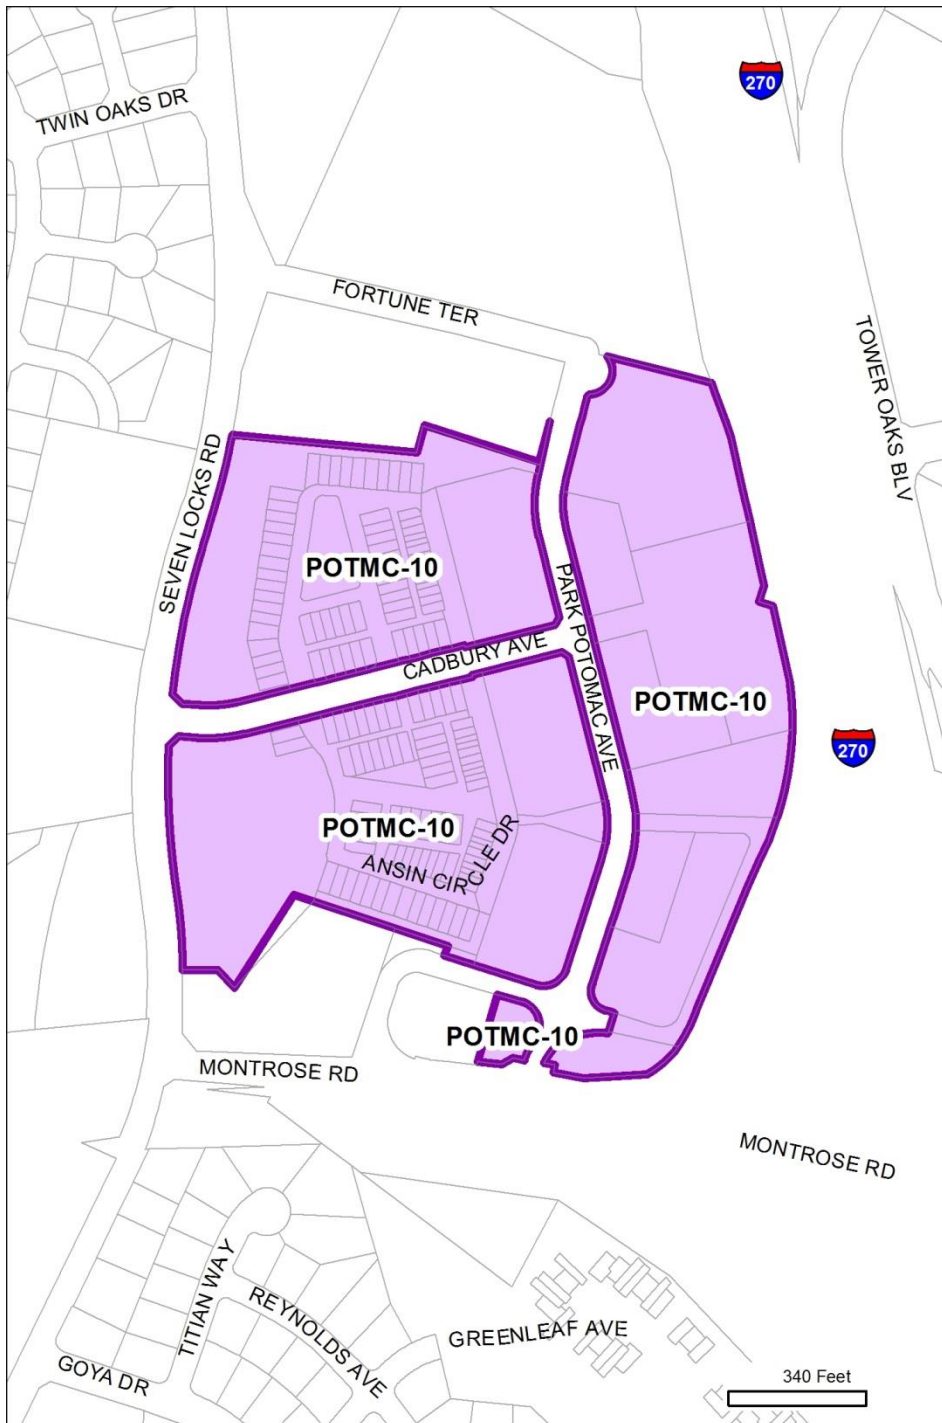 270
TWIN OAKS DR
FORTUNE TER
TOWER OAKS BLV
SEVEN LOCKS RD
POTMC-10
PARK POTOMAC AVE
CADBURY AVE
POTMC-10
270
POTMC-10
ANSIN CIRCLE DR
POTMC-10
MONTROSE RD
MONTROSE RD
TITIAN WAY
REYNOLDS AVE
GREENLEAF AVE
GOYA DR
340 Feet